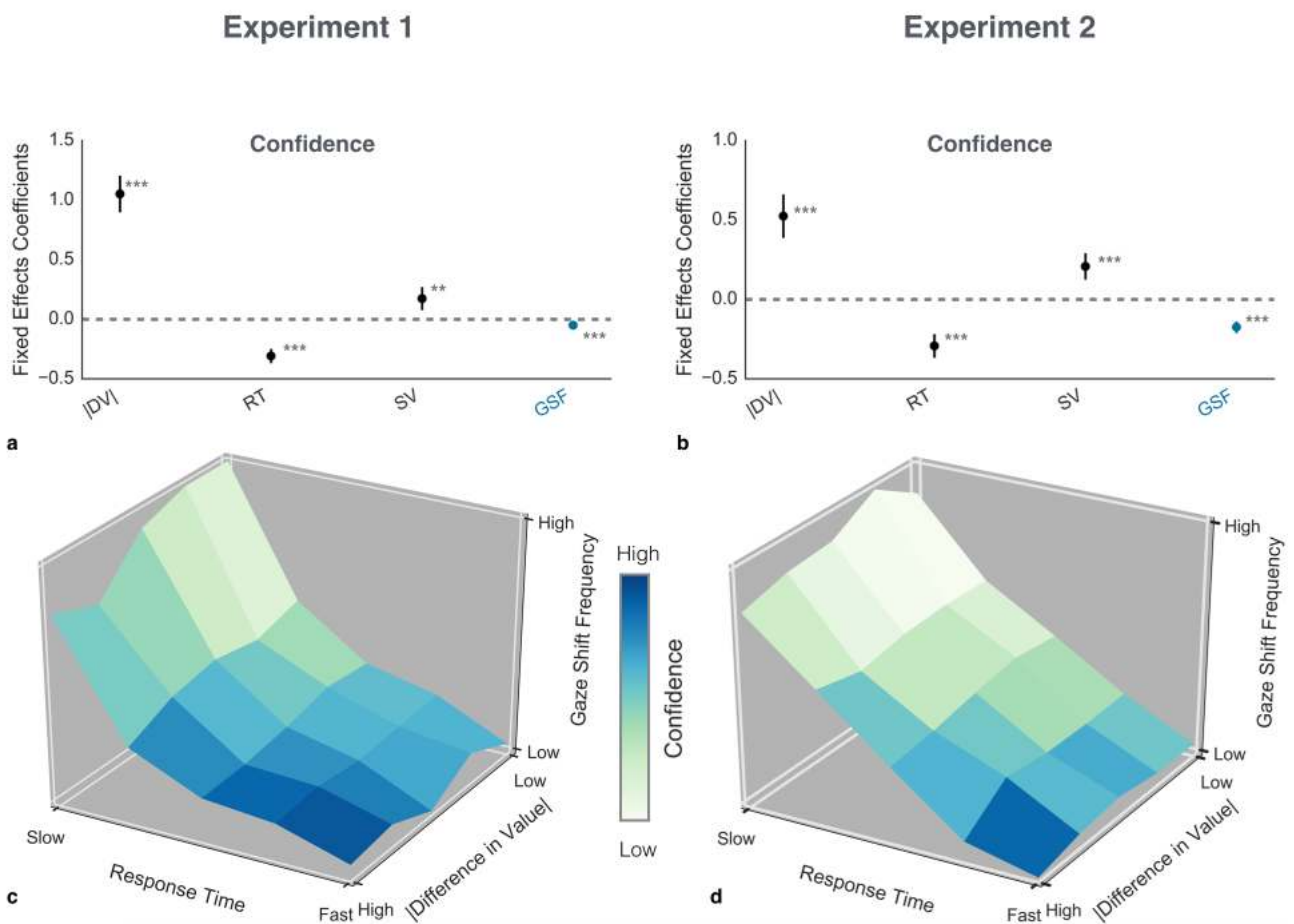 Experiment 1
Experiment 2
Confidence
Fixed Effects Coefficients
1.5
1.0
0.5
0.0
−0.5
***
***
**
***
|DV|
RT
SV
GSF
a
Confidence
Fixed Effects Coefficients
1.0
0.5
0.0
−0.5
***
***
***
***
|DV|
RT
SV
GSF
b
High
Gaze Shift Frequency
Low
Low
|Difference in Value|
High
Fast
Response Time
Slow
c
High
Confidence
Low
High
Gaze Shift Frequency
Low
Low
|Difference in Value|
High
Fast
Response Time
Slow
d